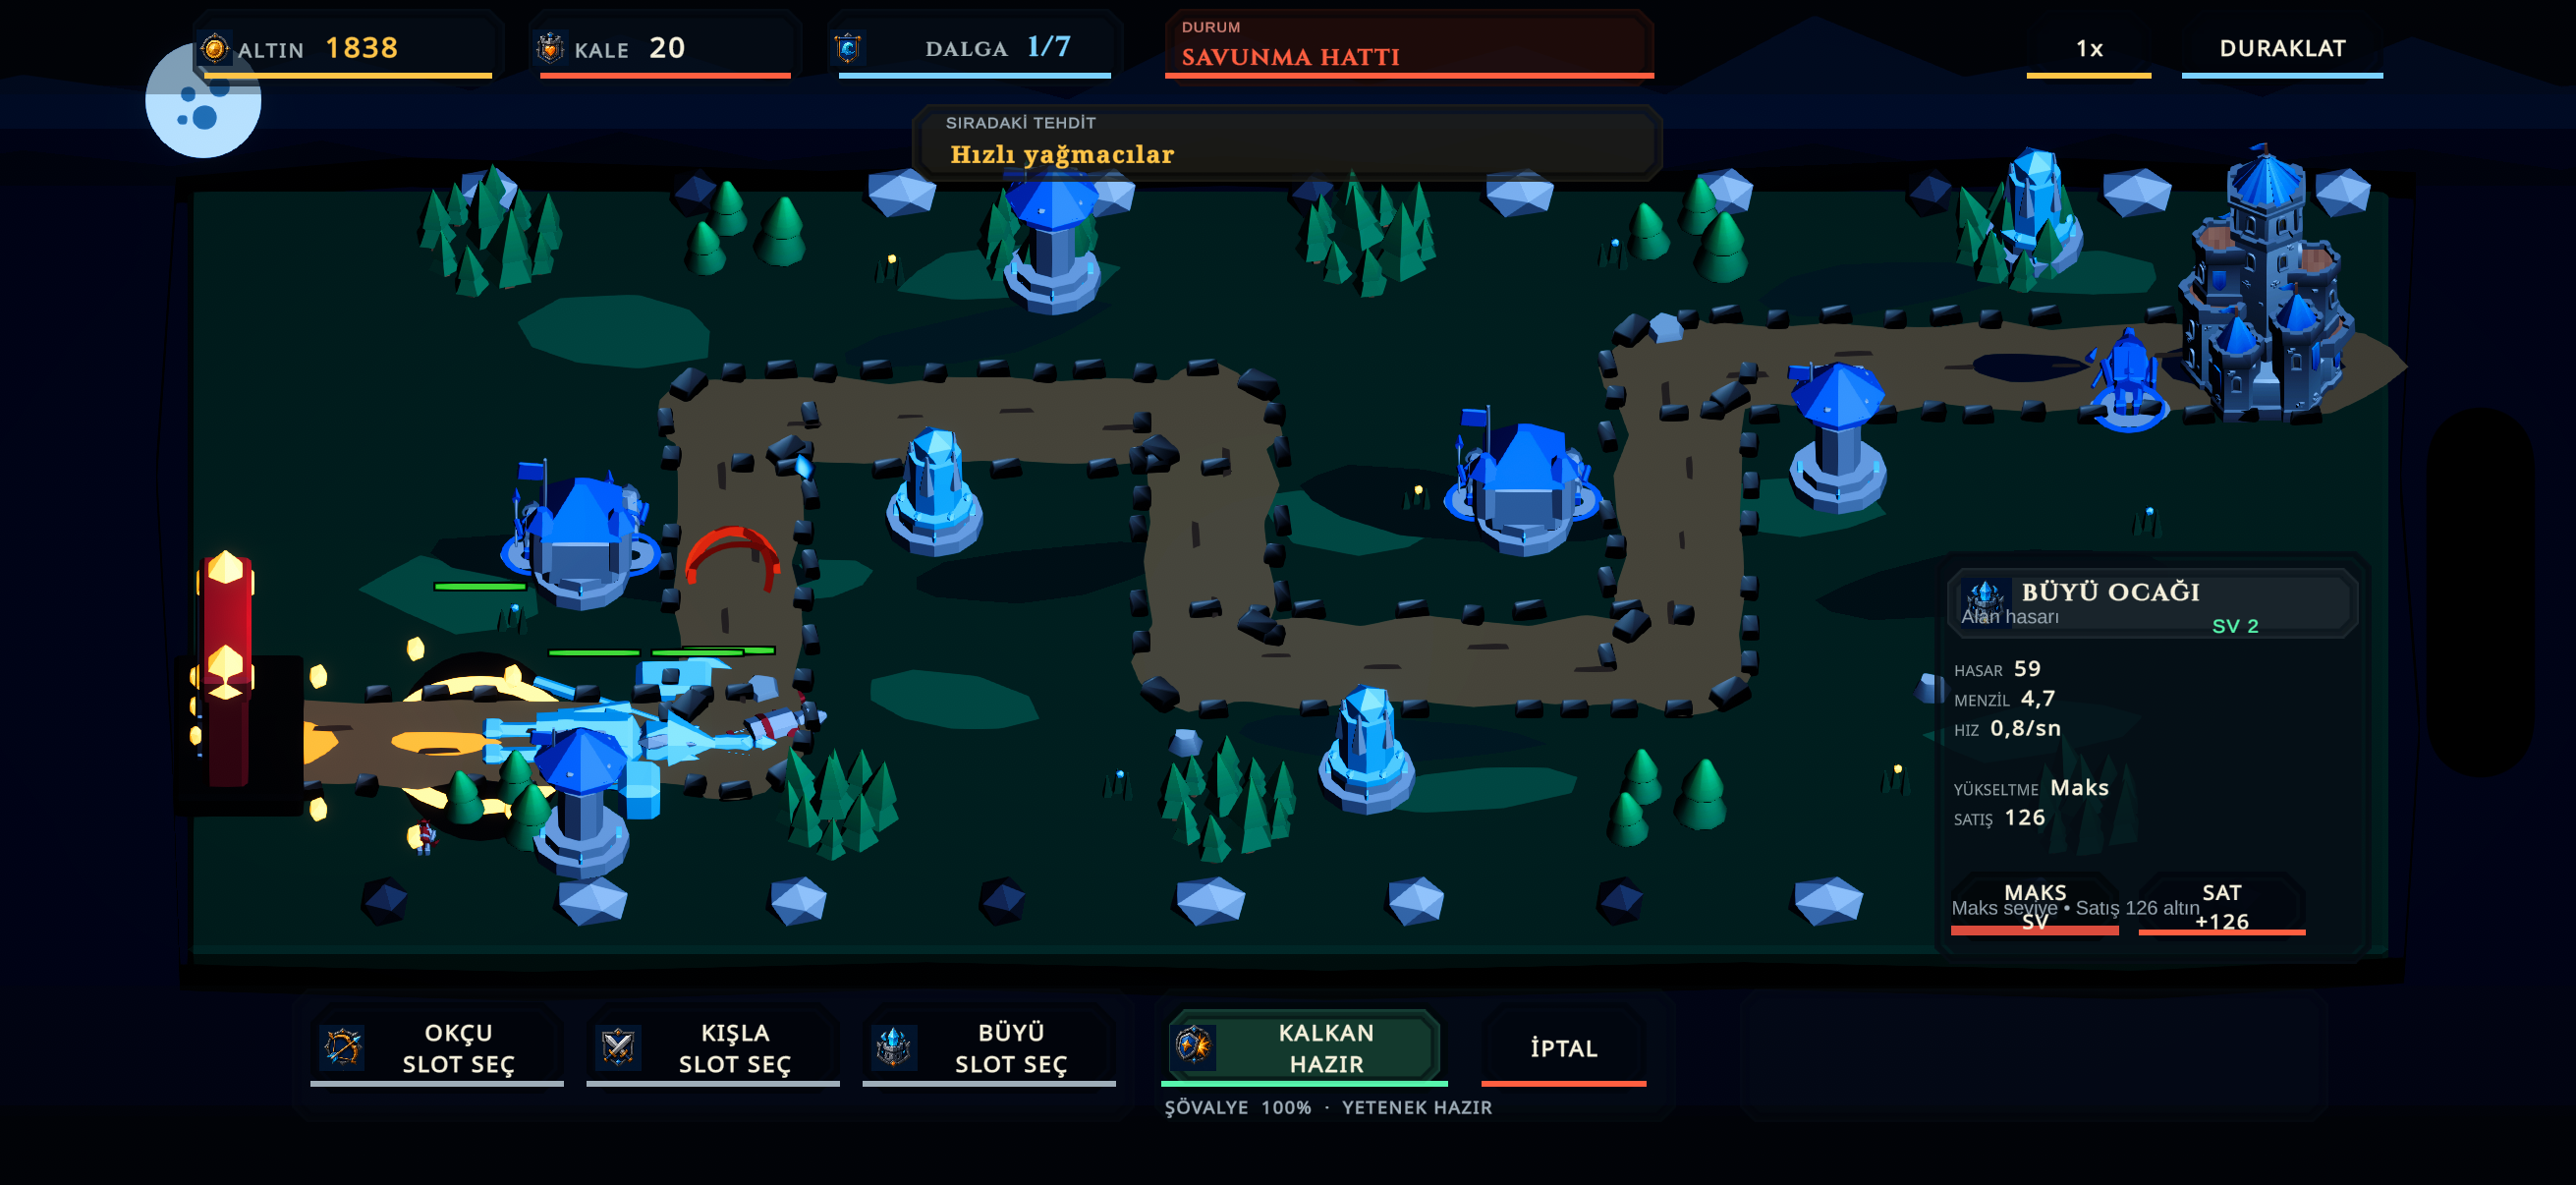 ALTIN 1838
KALE 20
DALGA 1/7
DURUM
SAVUNMA HATTI
1x
DURAKLAT
SIRADAKİ TEHDİT
Hızlı yağmacılar
BÜYÜ OCAĞI
Alan hasarı
SV 2
HASAR 59
MENZİL 4,7
HIZ 0,8/sn
YÜKSELTME Maks
SATIŞ 126
MAKS
SV
SAT
+126
Maks seviye • Satış 126 altın
OKÇU
SLOT SEÇ
KIŞLA
SLOT SEÇ
BÜYÜ
SLOT SEÇ
KALKAN
HAZIR
İPTAL
ŞÖVALYE 100% · YETENEK HAZIR